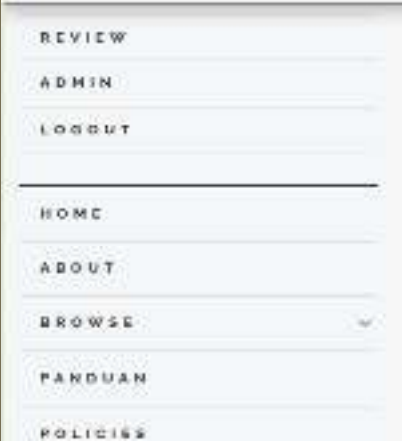 REVIEW
ADMIN
LOGOUT
HOME
ABOUT
BROWSE
PANDUAN
POLICIES